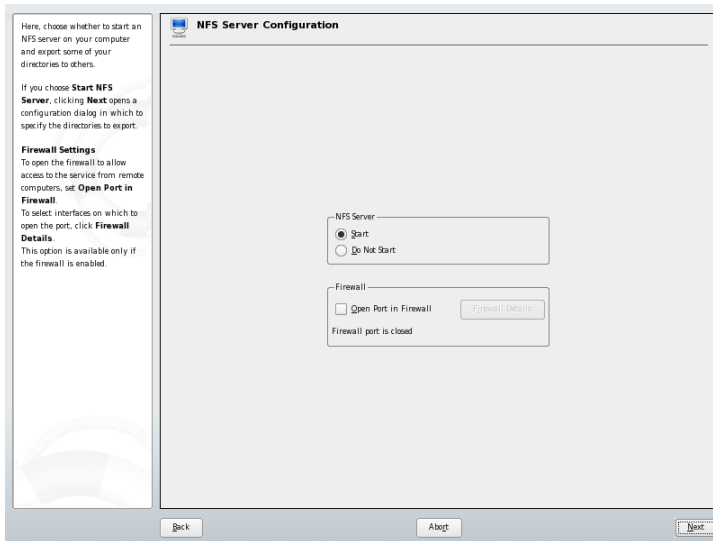 Here, choose whether to start an
NFS server on your computer
and export some of your
directories to others.
If you choose Start NFS
Server, clicking Next opens a
configuration dialog in which to
specify the directories to export.
Firewall Settings
To open the firewall to allow
access to the service from remote
computers, set Open Port in
Firewall.
To select interfaces on which to
open the port, click Firewall
Details.
This option is available only if
the firewall is enabled.
NFS Server Configuration
NFS Server
Start
Do Not Start
Firewall
Open Port in Firewall
Firewall Details
Firewall port is closed
Back
Abort
Next